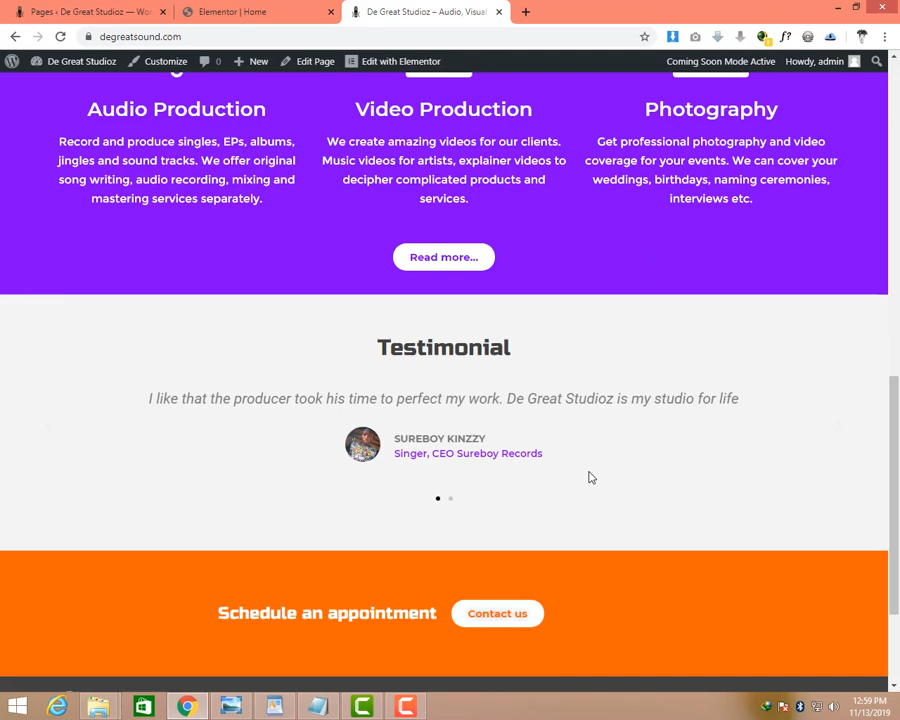 Pages ‹ De Great Studioz — Wor
Elementor | Home
De Great Studioz – Audio, Visual
degreatsound.com
De Great Studioz
Customize
0
New
Edit Page
Edit with Elementor
Coming Soon Mode Active
Howdy, admin
Audio Production
Record and produce singles, EPs, albums,
jingles and sound tracks. We offer original
song writing, audio recording, mixing and
mastering services separately.
Video Production
We create amazing videos for our clients.
Music videos for artists, explainer videos to
decipher complicated products and
services.
Photography
Get professional photography and video
coverage for your events. We can cover your
weddings, birthdays, naming ceremonies,
interviews etc.
Read more...
Testimonial
I like that the producer took his time to perfect my work. De Great Studioz is my studio for life
SUREBOY KINZZY
Singer, CEO Sureboy Records
Schedule an appointment
Contact us
12:59 PM
11/13/2019